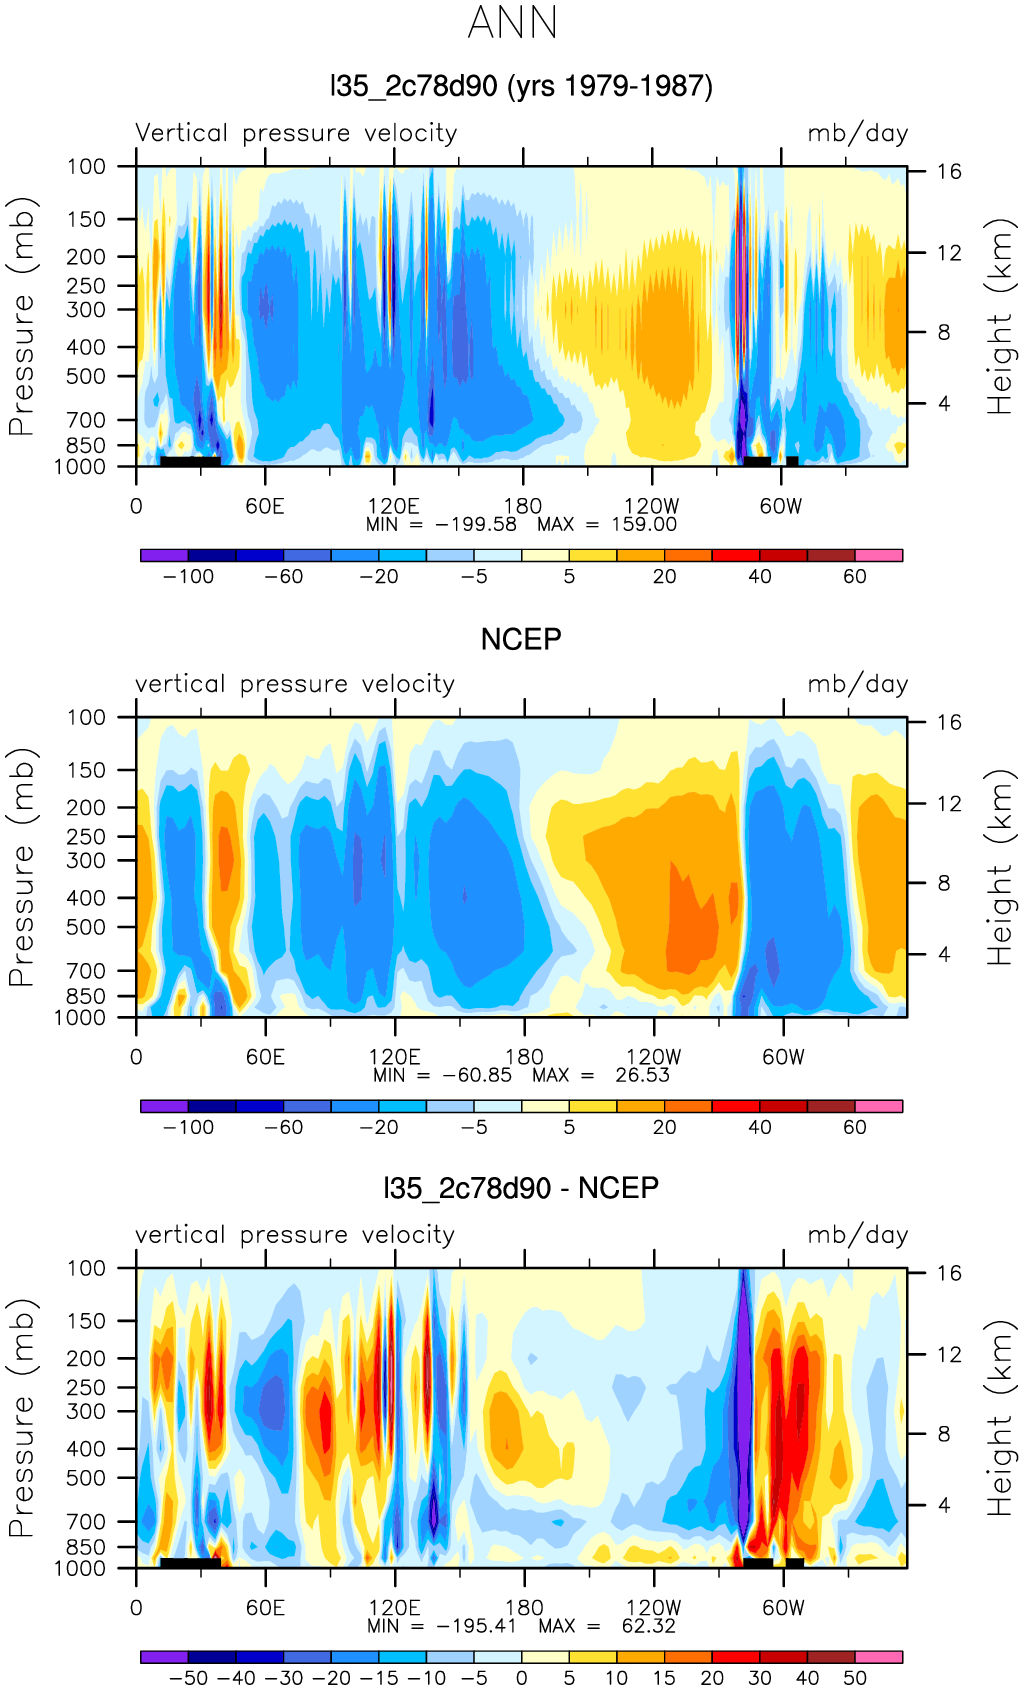 ANN
l35_2c78d90 (yrs 1979-1987)
Vertical pressure velocity mb/day
Pressure (mb)
100
150
200
250
300
400
500
700
850
1000
16
12
8
4
Height (km)
0 60E 120E 180 120W 60W
MIN = -199.58 MAX = 159.00
-100 -60 -20 -5 5 20 40 60
NCEP
vertical pressure velocity mb/day
Pressure (mb)
100
150
200
250
300
400
500
700
850
1000
16
12
8
4
Height (km)
0 60E 120E 180 120W 60W
MIN = -60.85 MAX = 26.53
-100 -60 -20 -5 5 20 40 60
l35_2c78d90 - NCEP
vertical pressure velocity mb/day
Pressure (mb)
100
150
200
250
300
400
500
700
850
1000
16
12
8
4
Height (km)
0 60E 120E 180 120W 60W
MIN = -195.41 MAX = 62.32
-50 -40 -30 -20 -15 -10 -5 0 5 10 15 20 30 40 50